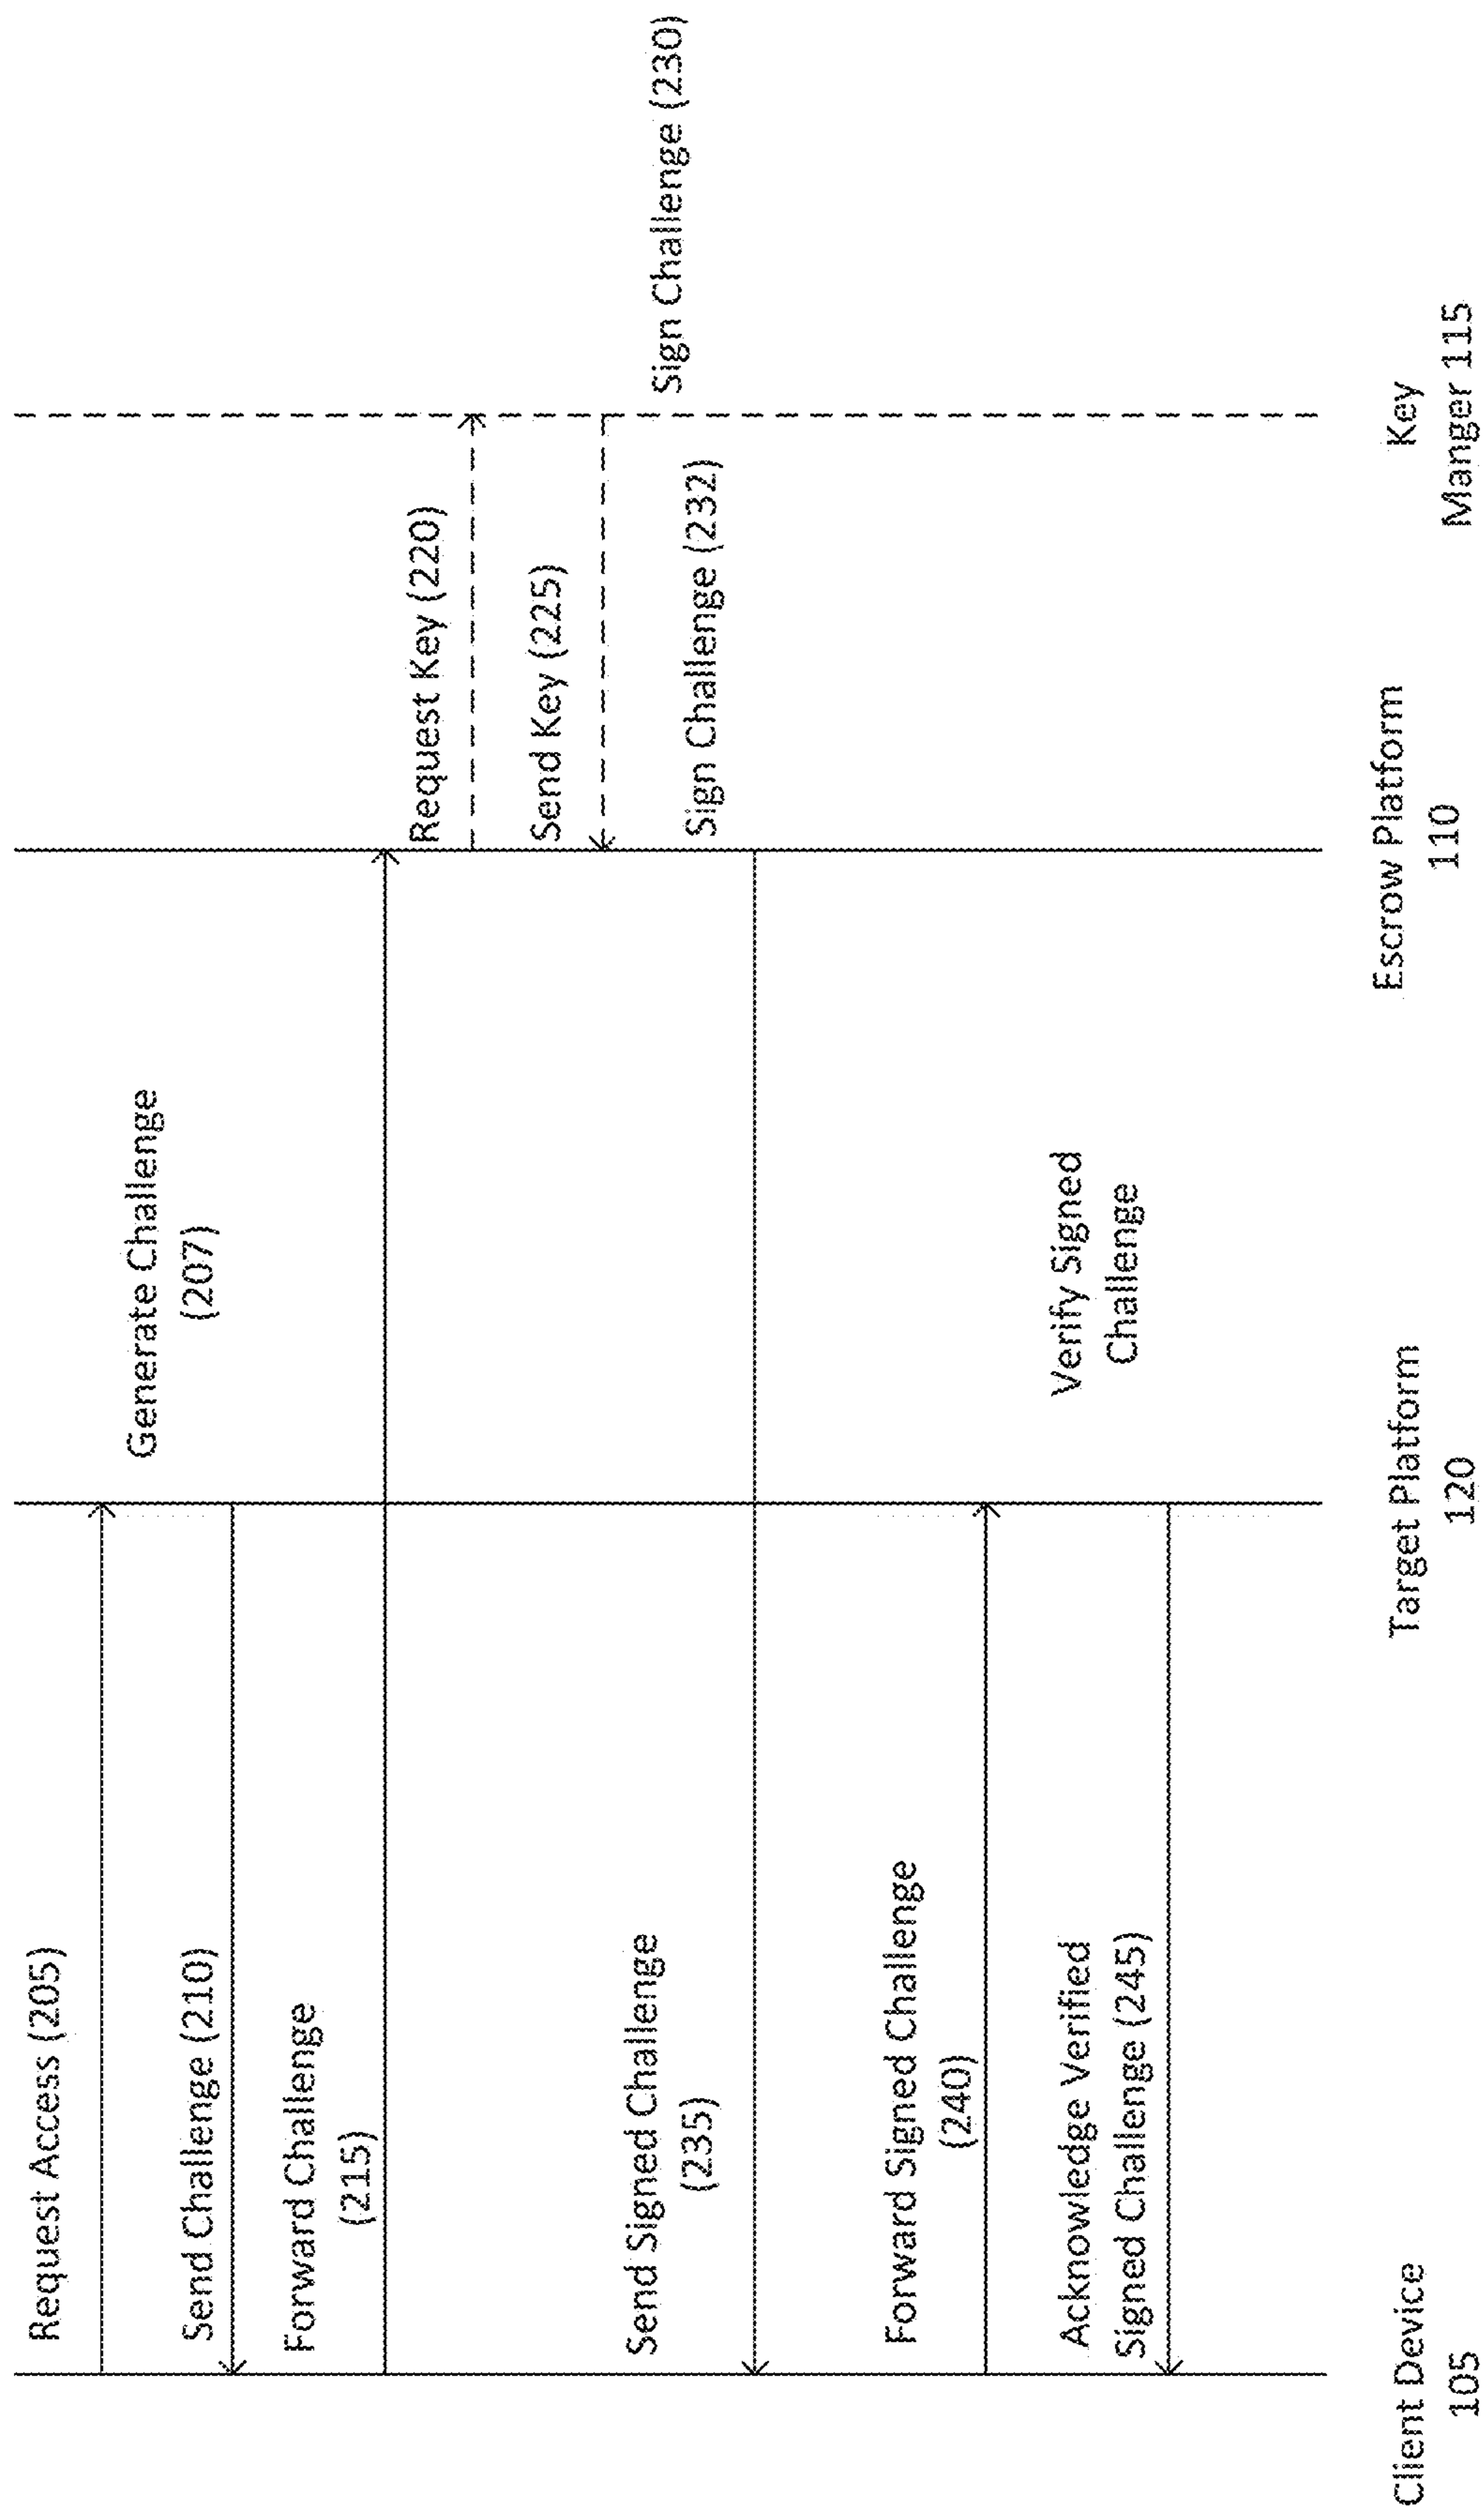 Request Access (205)
Generate Challenge
(207)
Send Challenge (210)
Forward Challenge
(215)
Request Key (220)
Send Key (225)
Sign Challenge (230)
Sign Challenge (232)
Send Signed Challenge
(235)
Forward Signed Challenge
(240)
Verify Signed
Challenge
Acknowledge Verified
Signed Challenge (245)
Client Device
105
Target Platform
120
Escrow Platform
110
Key
Manger 115